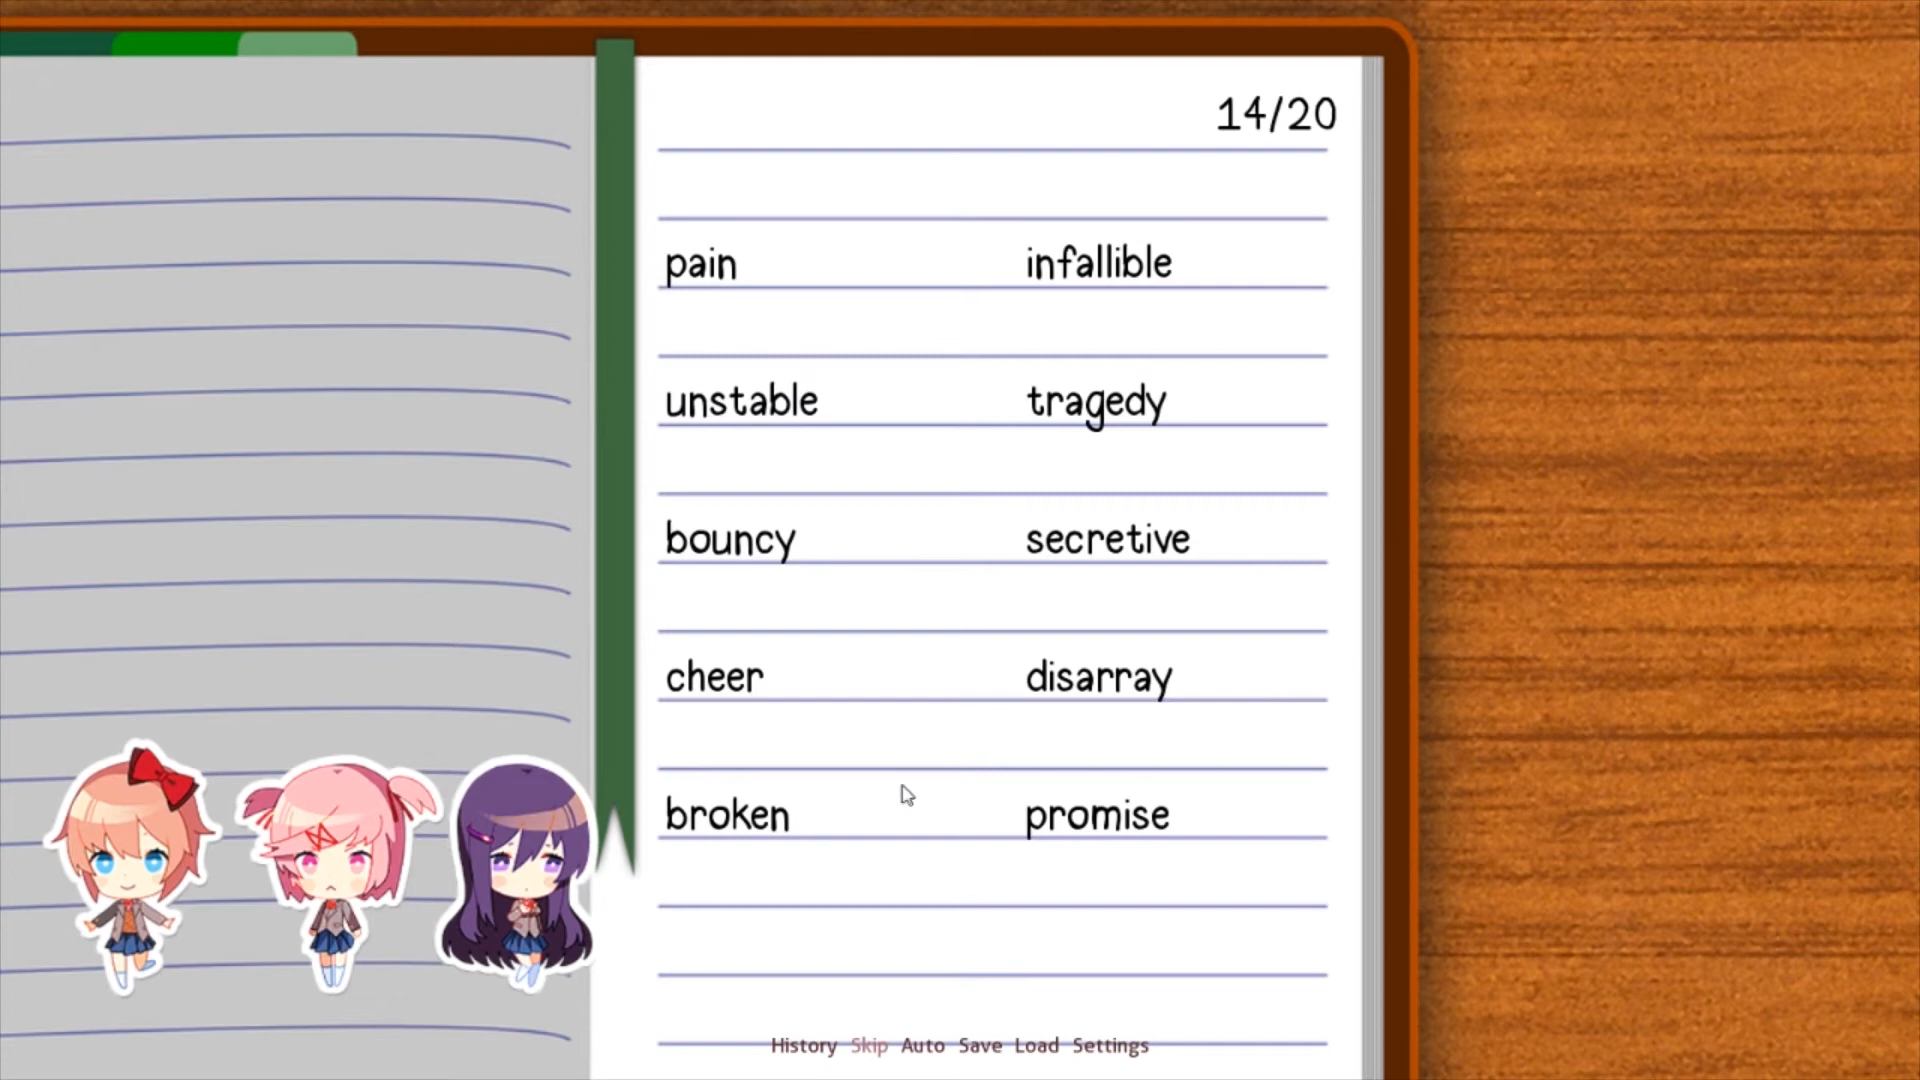 14/20
pain infallible
unstable tragedy
bouncy secretive
cheer disarray
broken promise
History Skip Auto Save Load Settings